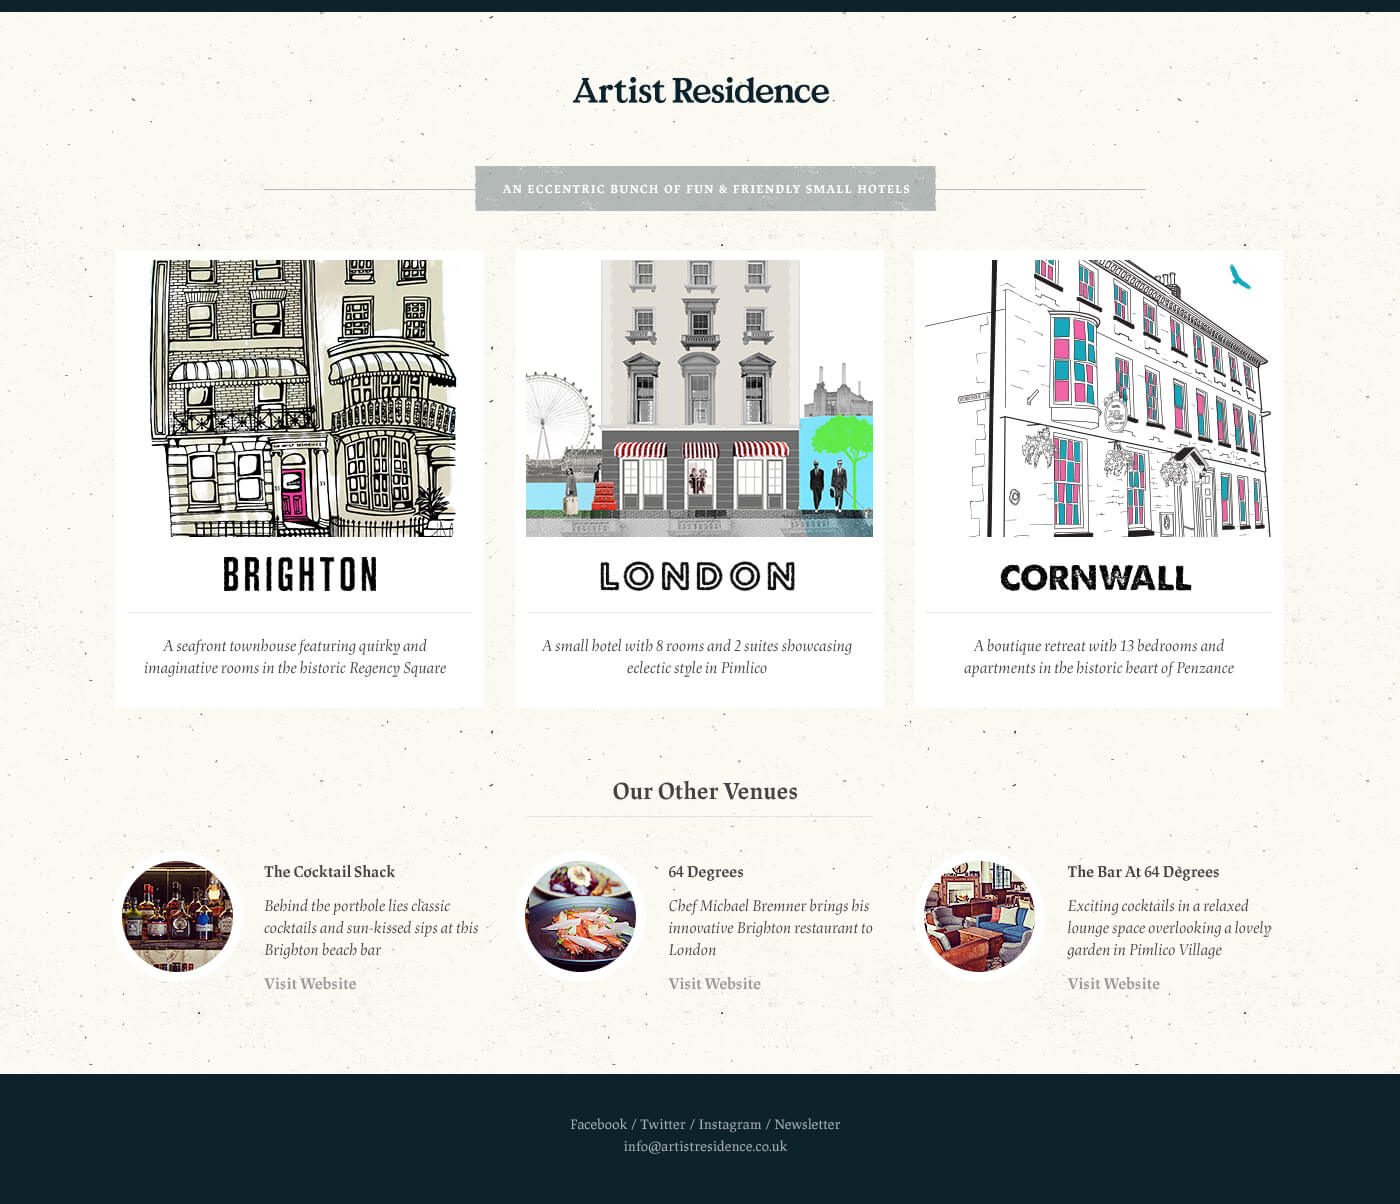 Artist Residence
AN ECCENTRIC BUNCH OF FUN & FRIENDLY SMALL HOTELS
BRIGHTON
A seafront townhouse featuring quirky and
imaginative rooms in the historic Regency Square
LONDON
A small hotel with 8 rooms and 2 suites showcasing
eclectic style in Pimlico
CORNWALL
A boutique retreat with 13 bedrooms and
apartments in the historic heart of Penzance
Our Other Venues
The Cocktail Shack
Behind the porthole lies classic
cocktails and sun-kissed sips at this
Brighton beach bar
Visit Website
64 Degrees
Chef Michael Bremner brings his
innovative Brighton restaurant to
London
Visit Website
The Bar At 64 Degrees
Exciting cocktails in a relaxed
lounge space overlooking a lovely
garden in Pimlico Village
Visit Website
Facebook / Twitter / Instagram / Newsletter
info@artistresidence.co.uk